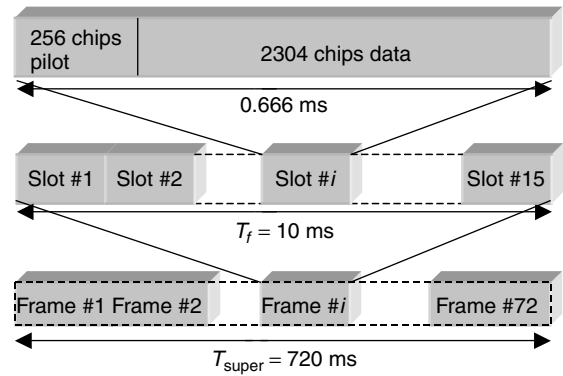 256 chips
pilot
2304 chips data
0.666 ms
Slot #1 Slot #2 Slot #i Slot #15
T_f = 10 ms
Frame #1 Frame #2 Frame #i Frame #72
T_super = 720 ms